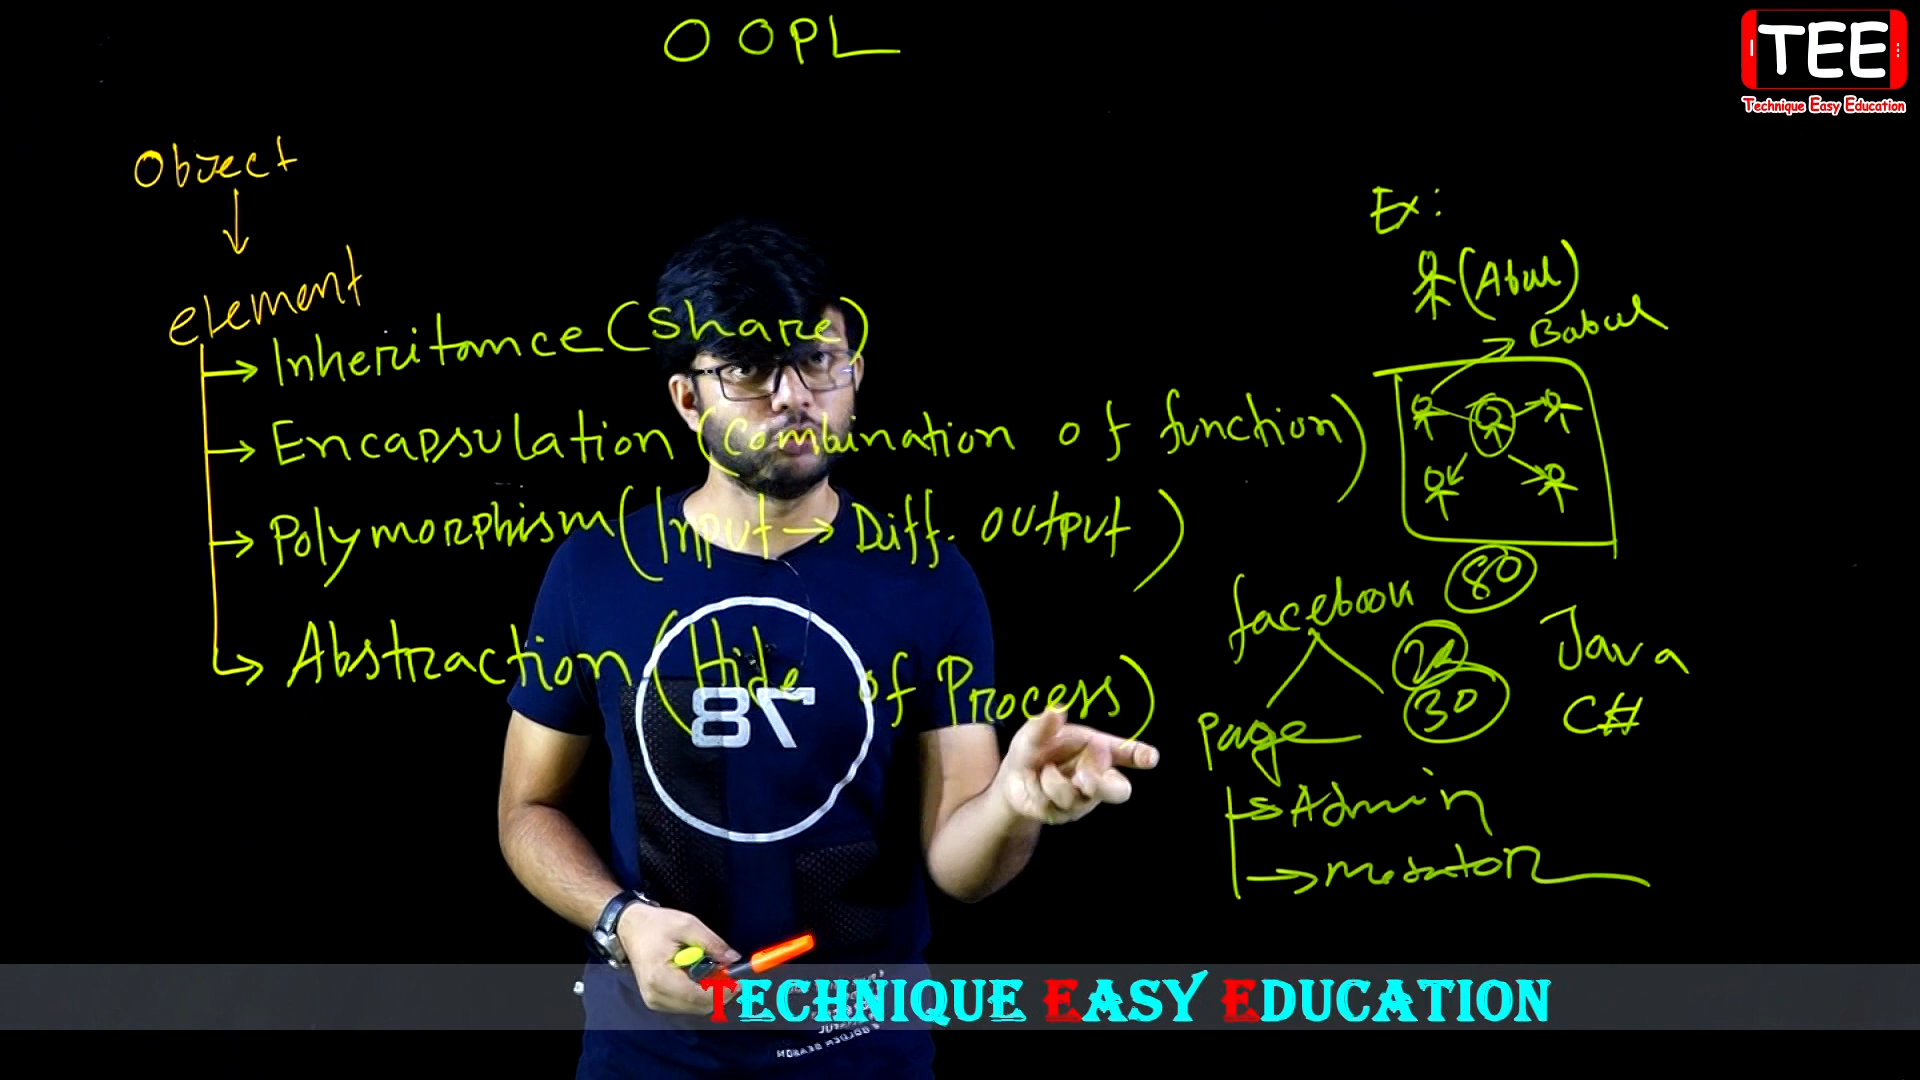 OOPL
TEE
Technique Easy Education
Object
element
Inheritance (Share)
Encapsulation (Combination of function)
Polymorphism (Input → Diff. output)
Abstraction (Hide of Process)
Ex:
(Abul)
Babul
80
facebook
30
Java
C#
Page
Admin
78
TECHNIQUE EASY EDUCATION